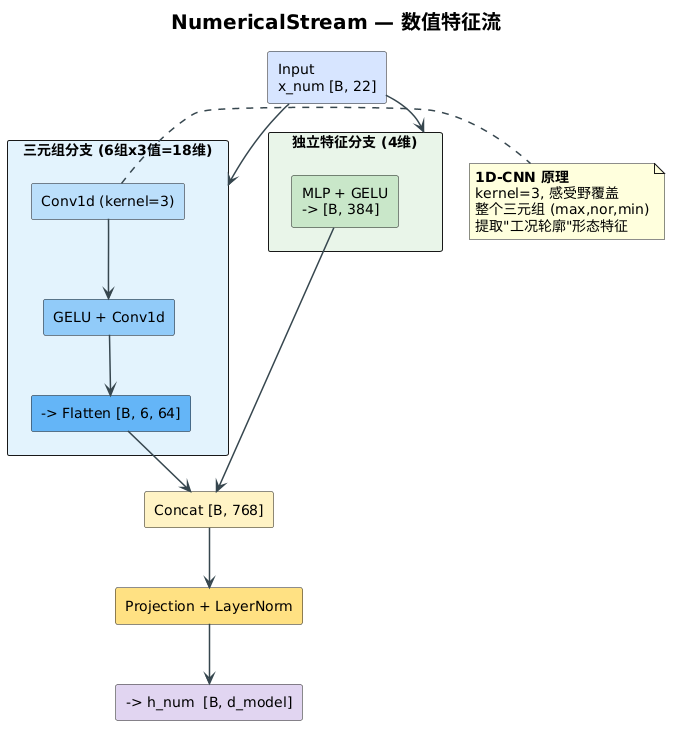 NumericalStream — 数值特征流
Input
x_num [B, 22]
三元组分支 (6组x3值=18维)
Conv1d (kernel=3)
GELU + Conv1d
-> Flatten [B, 6, 64]
独立特征分支 (4维)
MLP + GELU
-> [B, 384]
1D-CNN 原理
kernel=3, 感受野覆盖
整个三元组 (max,nor,min)
提取"工况轮廓"形态特征
Concat [B, 768]
Projection + LayerNorm
-> h_num  [B, d_model]